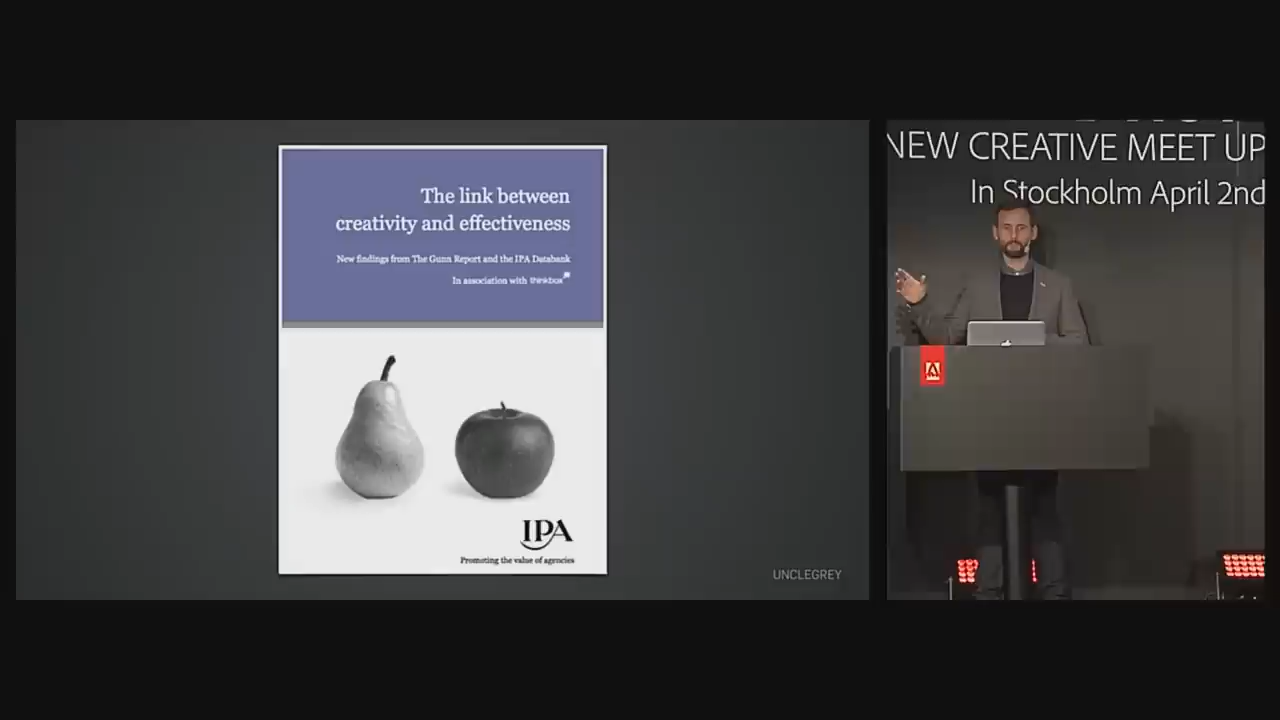 The link between
creativity and effectiveness
New findings from The Gunn Report and the IPA Databank
In association with thinkbox
IPA
Promoting the value of agencies
UNCLEGREY
NEW CREATIVE MEET UP
In Stockholm April 2nd